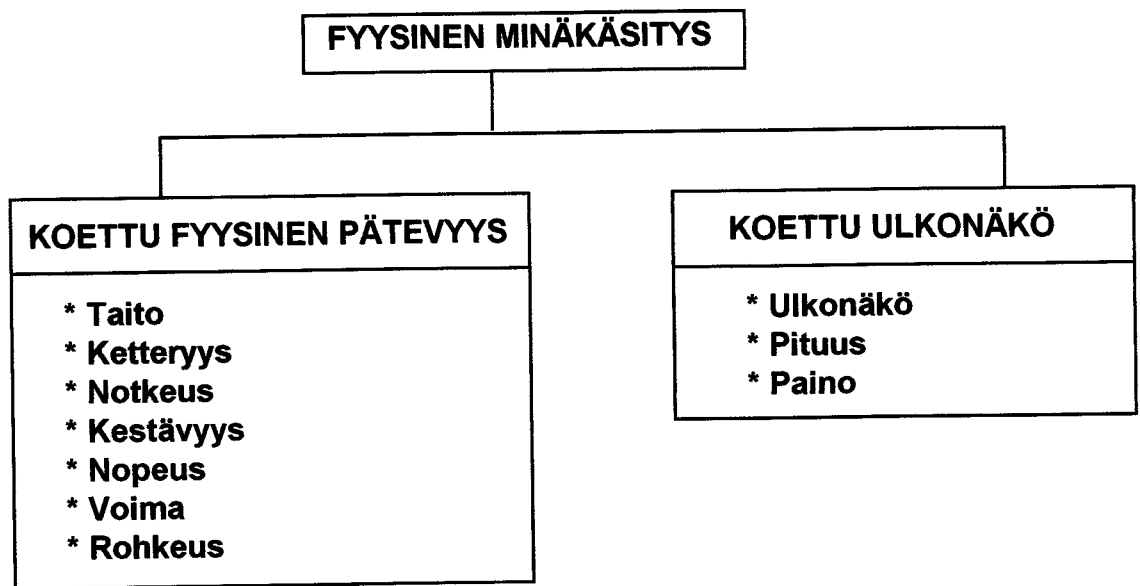 FYYSINEN MINÄKÄSITYS
KOETTU FYYSINEN PÄTEVYYS
* Taito
* Ketteryys
* Notkeus
* Kestävyys
* Nopeus
* Voima
* Rohkeus
KOETTU ULKONÄKÖ
* Ulkonäkö
* Pituus
* Paino